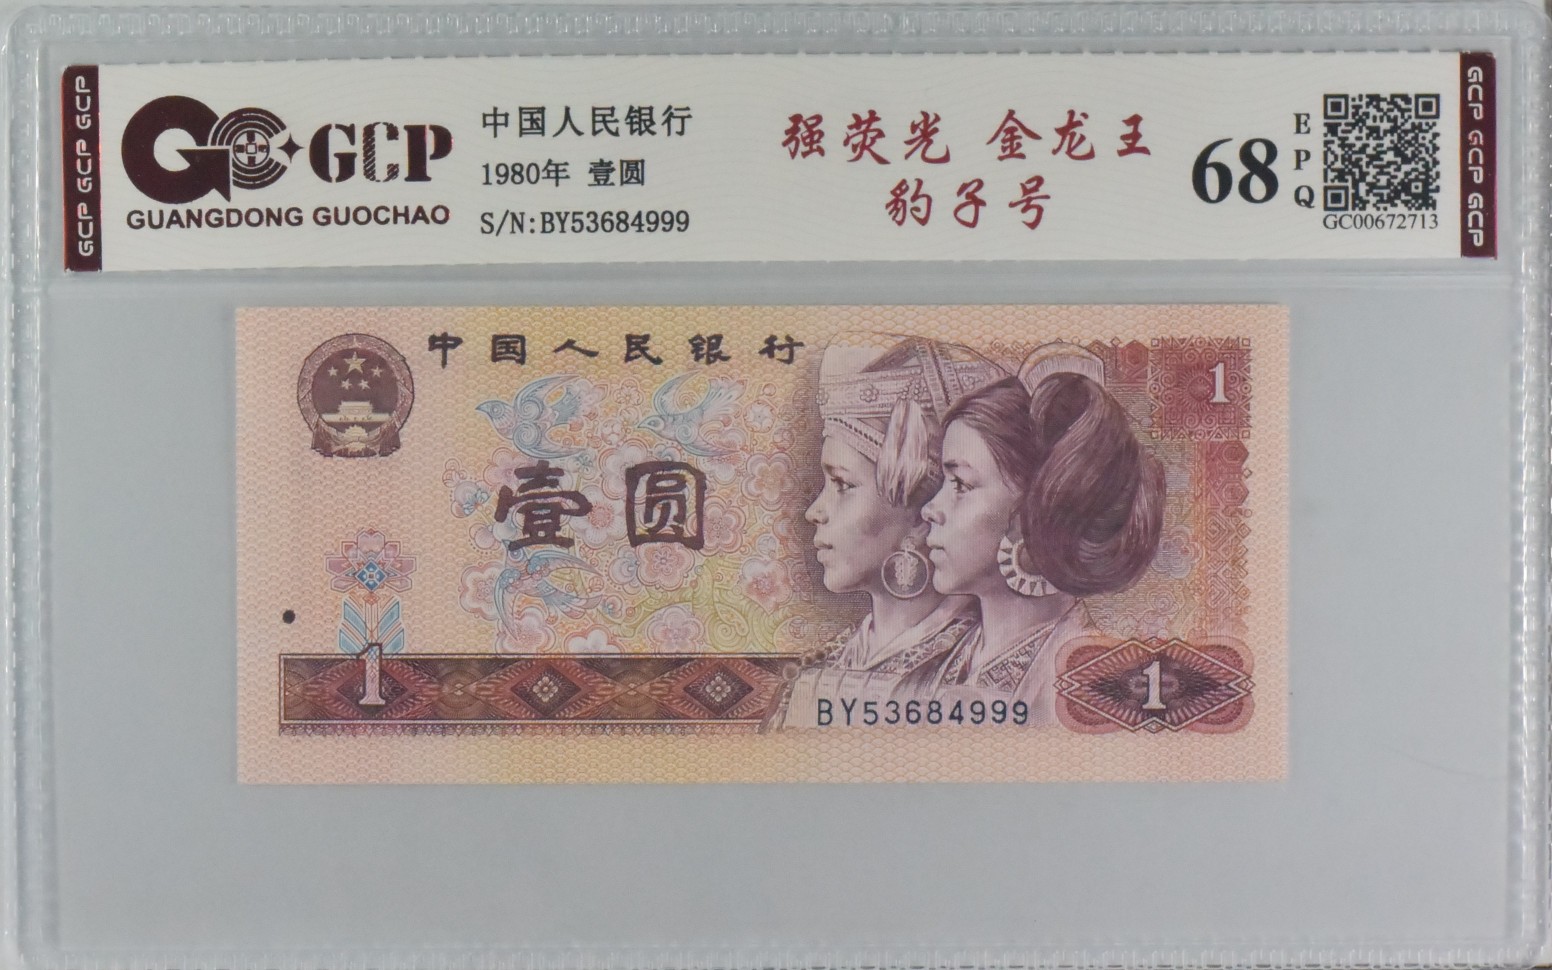 GCP GCP GCP
GCP
GUANGDONG GUOCHAO
中国人民银行
1980年 壹圆
S/N:BY53684999
强荧光 金龙王
豹子号
68
E
P
Q
GC00672713
GCP GCP GCP
中国人民银行
1
壹圆
1
BY53684999
1